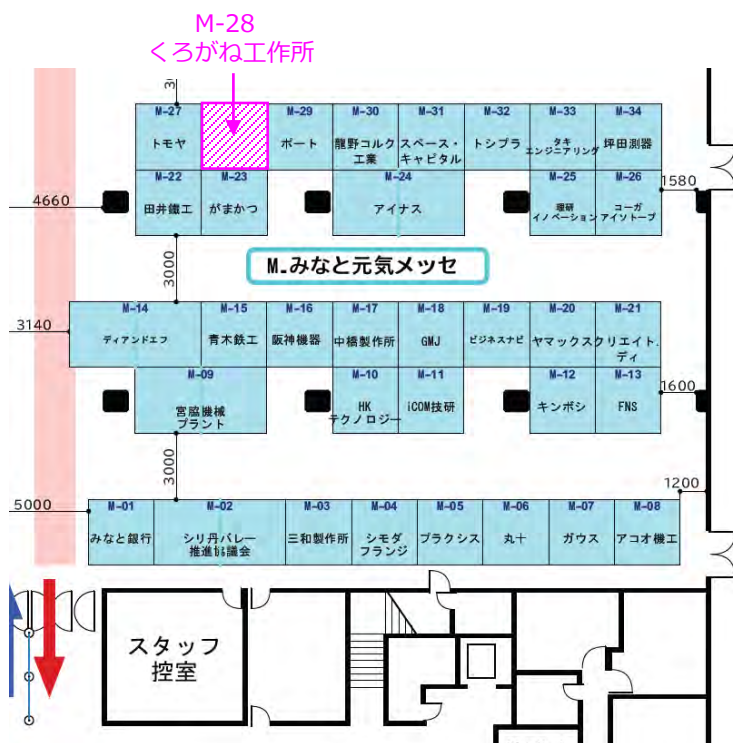 M-28
くろがね工作所
M-27
M-29
M-30
M-31
M-32
M-33
M-34
トモヤ
ポート
龍野コルク
工業
スペース・
キャピタル
トシプラ
タキ
エンジニアリング
坪田測器
M-22
M-23
M-24
M-25
M-26
1580
4660
田井鐵工
がまかつ
アイナス
理研
イノベーション
コーガ
アイソトープ
3000
M.みなと元気メッセ
M-14
M-15
M-16
M-17
M-18
M-19
M-20
M-21
3140
ディアンドエフ
青木鉄工
阪神機器
中橋製作所
GMJ
ビジネスナビ
ヤマックス
クリエイト.
ディ
M-09
M-10
M-11
M-12
M-13
1600
宮脇機械
プラント
HK
テクノロジー
iCOM技研
キンボシ
FNS
3000
1200
5000
M-01
M-02
M-03
M-04
M-05
M-06
M-07
M-08
みなと銀行
シリ丹バレー
推進協議会
三和製作所
シモダ
フランジ
プラクシス
丸十
ガウス
アコオ機工
スタッフ
控室